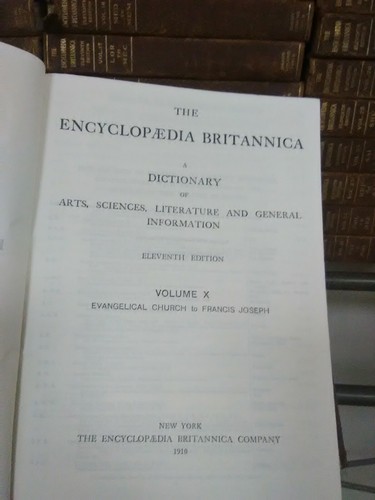 THE
ENCYCLOPÆDIA BRITANNICA
A
DICTIONARY
OF
ARTS, SCIENCES, LITERATURE AND GENERAL
INFORMATION
ELEVENTH EDITION
VOLUME X
EVANGELICAL CHURCH to FRANCIS JOSEPH
NEW YORK
THE ENCYCLOPÆDIA BRITANNICA COMPANY
1910